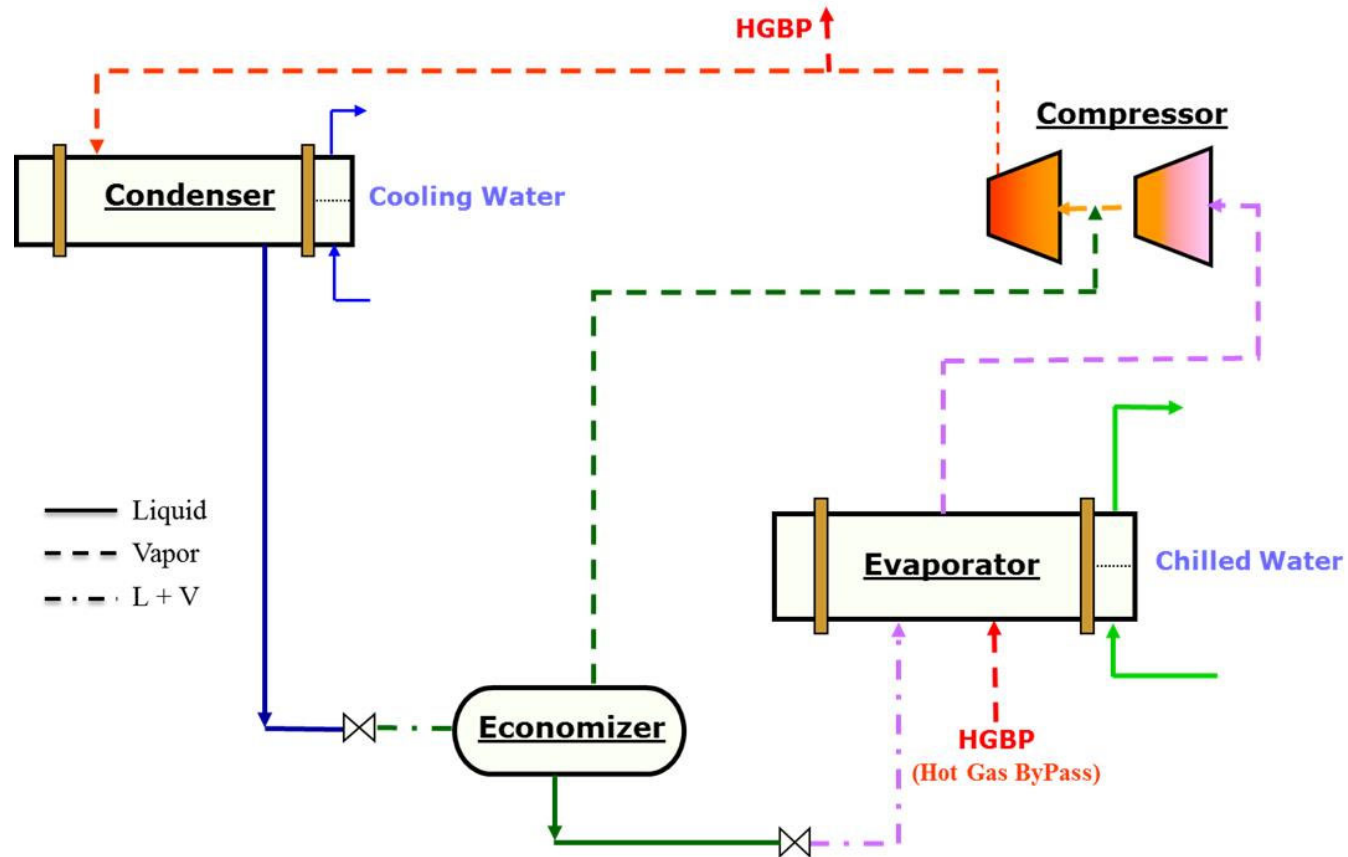 HGBP
Compressor
Condenser
Cooling Water
Liquid
Vapor
L + V
Evaporator
Chilled Water
Economizer
HGBP
(Hot Gas ByPass)